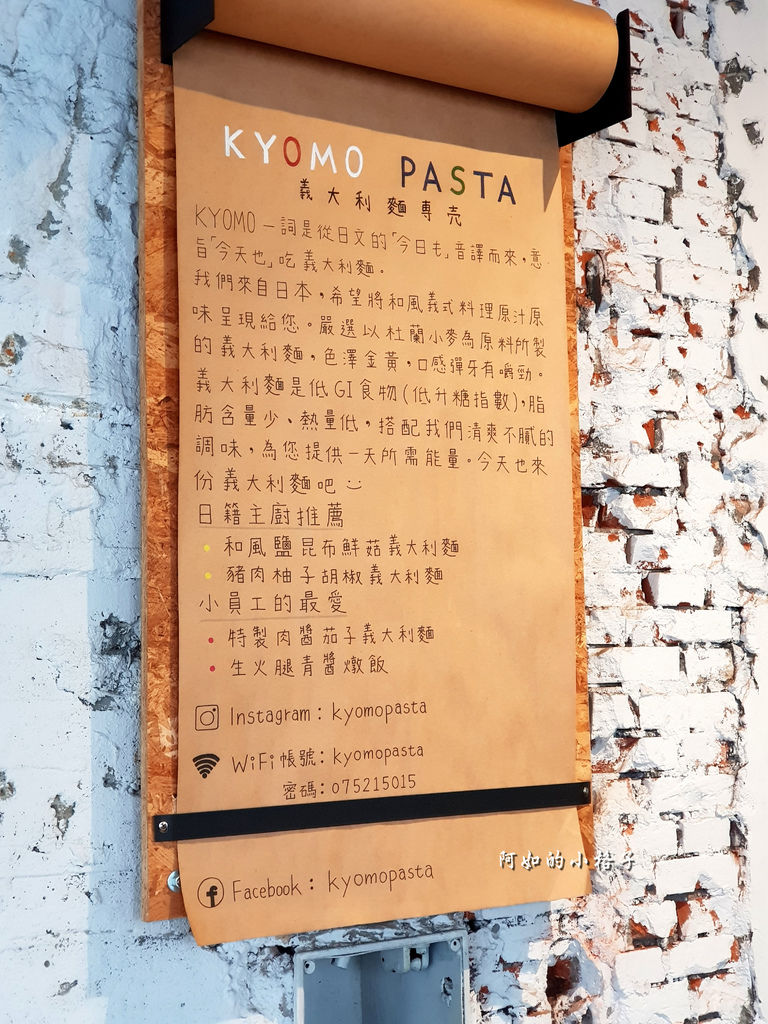 KYOMO PASTA
義大利麵專売
KYOMO一詞是從日文的「今日も」音譯而來,意
旨「今天也」吃義大利麵。
我們來自日本,希望將和風義式料理原汁原
味呈現給您。嚴選以杜蘭小麥為原料所製
的義大利麵,色澤金黃,口感彈牙有嚼勁。
義大利麵是低GI食物(低升糖指數),脂
肪含量少、熱量低,搭配我們清爽不膩的
調味,為您提供一天所需能量。今天也來
份義大利麵吧
日籍主廚推薦
• 和風鹽昆布鮮菇義大利麵
• 豬肉柚子胡椒義大利麵
小員工的最愛
• 特製肉醬茄子義大利麵
• 生火腿青醬燉飯
Instagram: kyomopasta
WiFi帳號: kyomopasta
密碼: 075215015
Facebook: kyomopasta
阿如的小梧子